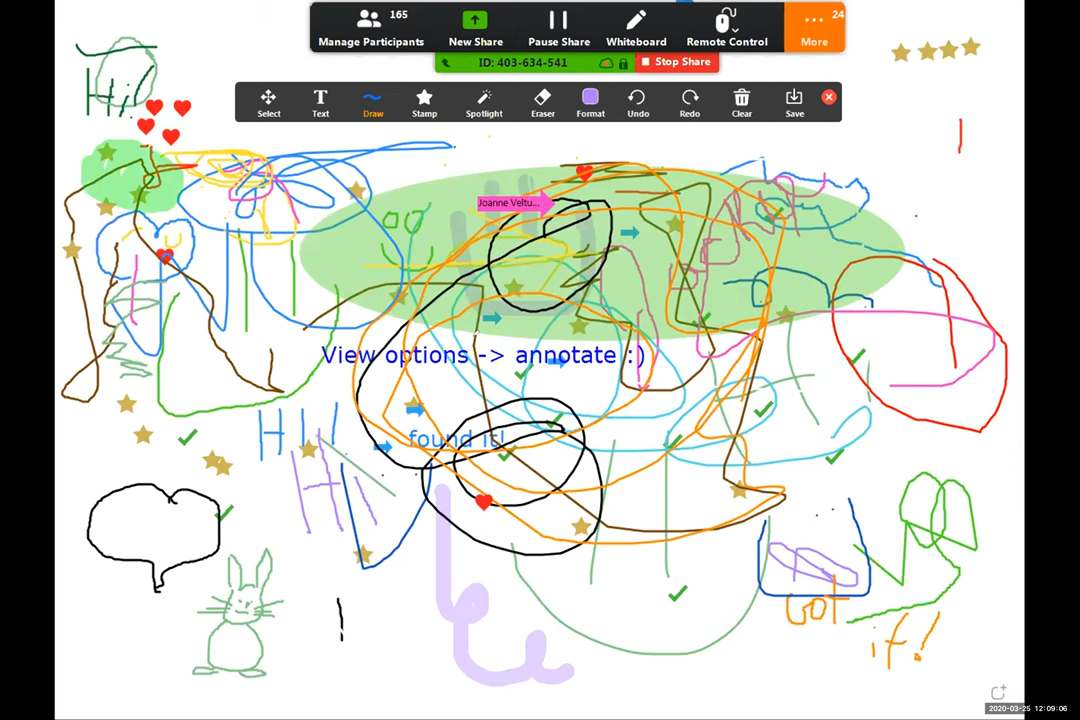 165
24
Manage Participants New Share Pause Share Whiteboard Remote Control More
ID: 403-634-541 Stop Share
Select Text Draw Stamp Spotlight Eraser Format Undo Redo Clear Save
Hi!
Joanne Veltu...
View options -> annotate :)
found it!
HI!
Hi
Got
it!
2020-03-25 12:09:06